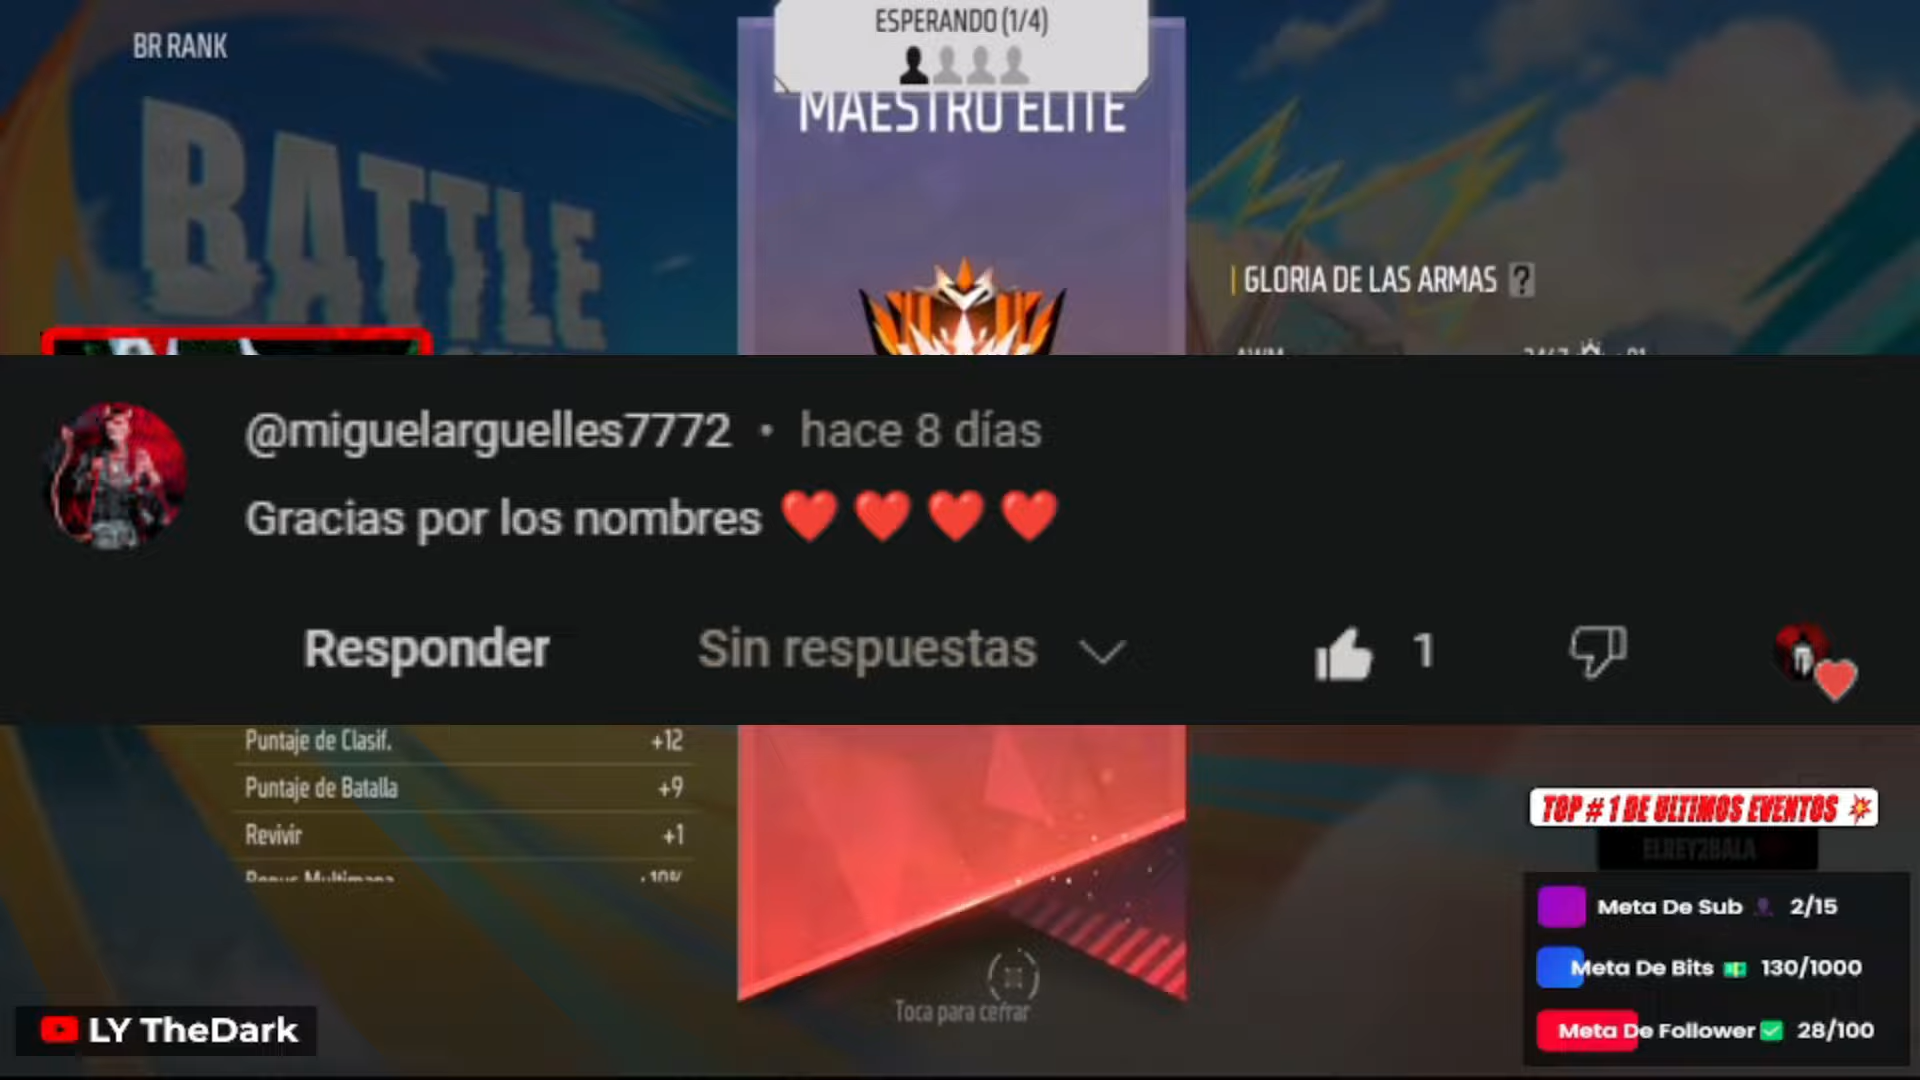 ESPERANDO (1/4)
BR RANK
MAESTRO ELITE
BATTLE
GLORIA DE LAS ARMAS ?
@miguelarguelles7772 • hace 8 días
Gracias por los nombres ❤️ ❤️ ❤️ ❤️
Responder
Sin respuestas
1
Puntaje de Clasif. +12
Puntaje de Batalla +9
Revivir +1
TOP # 1 DE ULTIMOS EVENTOS 💥
ELREY2BALA
Meta De Sub 👤 2/15
Meta De Bits 💵 130/1000
Meta De Follower ✅ 28/100
Toca para cerrar
LY TheDark